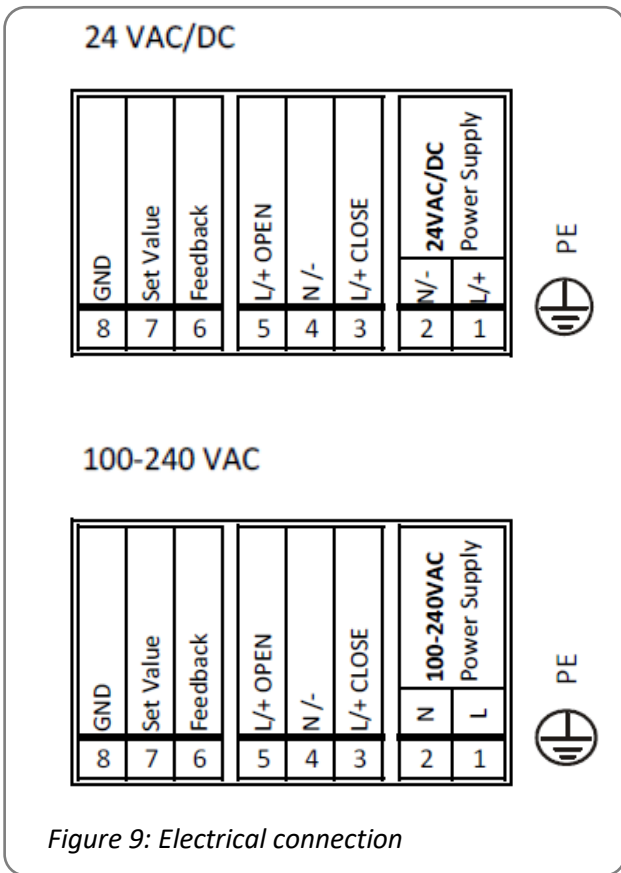 24 VAC/DC
GND
Set Value
Feedback
L/+ OPEN
N /-
L/+ CLOSE
24VAC/DC
Power Supply
N/-
L/+
PE
8 7 6 5 4 3 2 1
100-240 VAC
GND
Set Value
Feedback
L/+ OPEN
N /-
L/+ CLOSE
100-240VAC
Power Supply
N
L
PE
8 7 6 5 4 3 2 1
Figure 9: Electrical connection